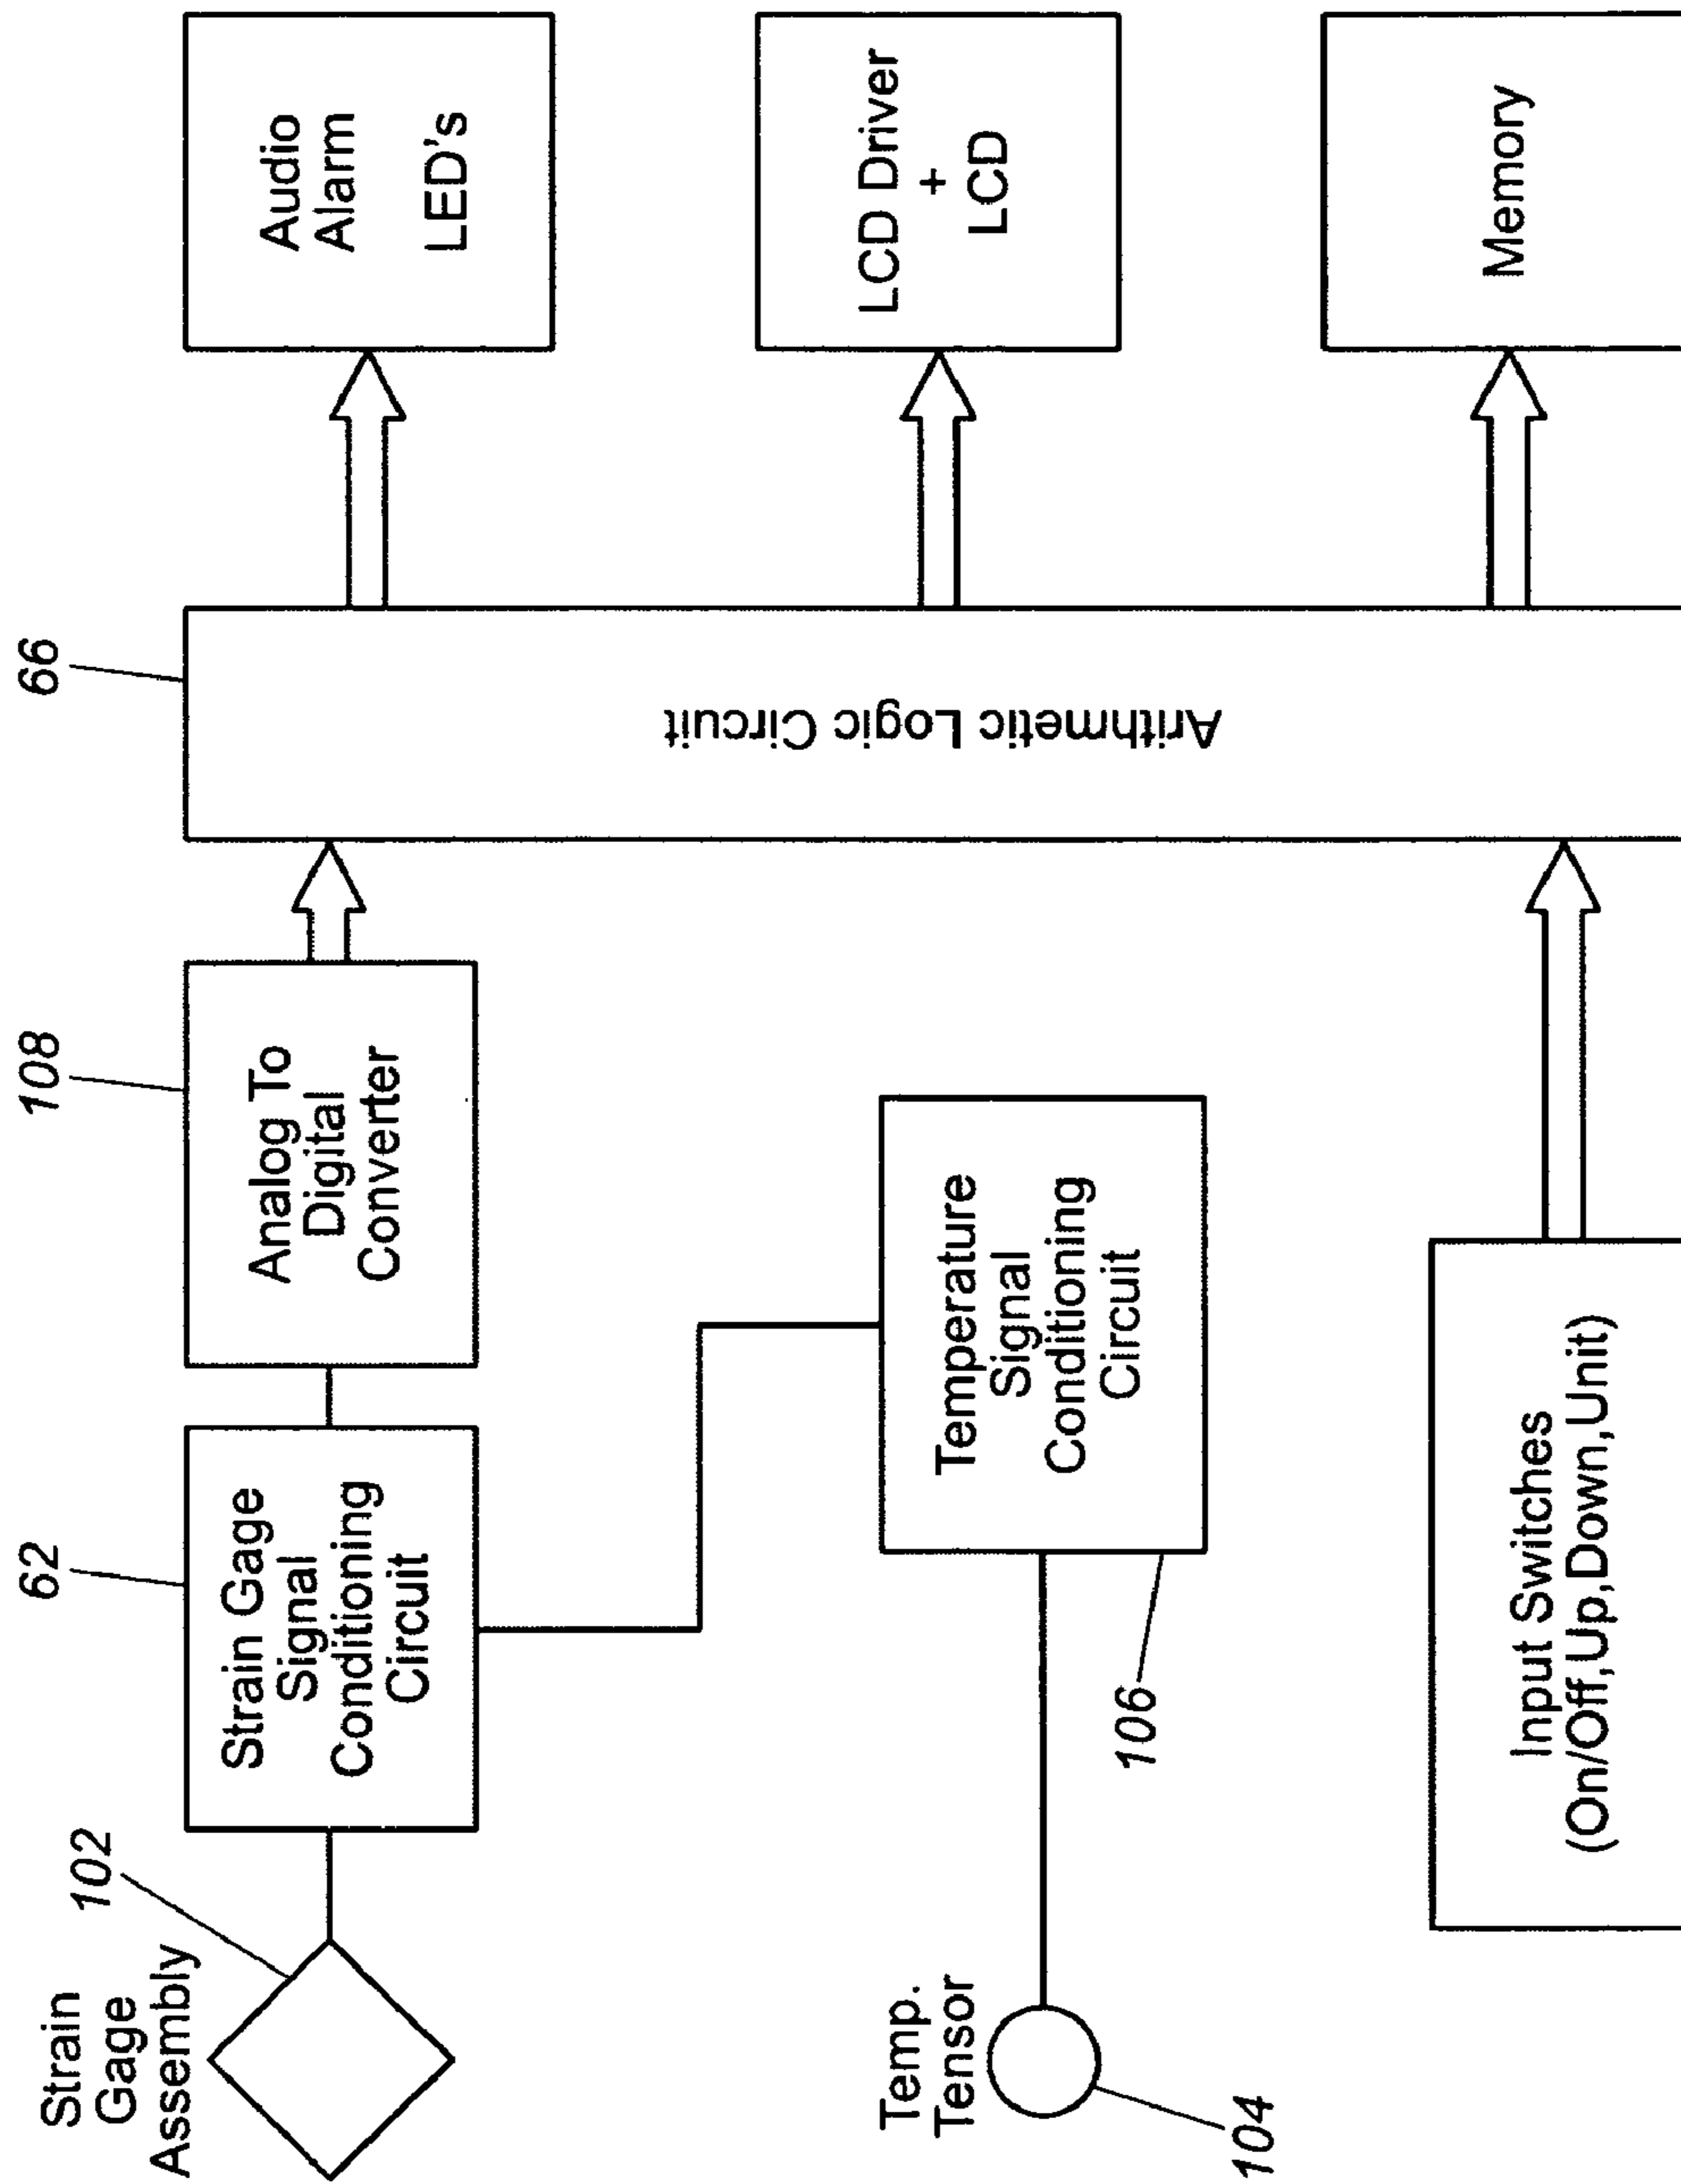 Strain
Gage
Assembly
102
62
Strain Gage
Signal
Conditioning
Circuit
108
Analog To
Digital
Converter
66
Arithmetic Logic Circuit
Audio
Alarm
LED's
Temp.
Tensor
104
106
Temperature
Signal
Conditioning
Circuit
LCD Driver
+
LCD
Input Switches
(On/Off,Up,Down,Unit)
Memory